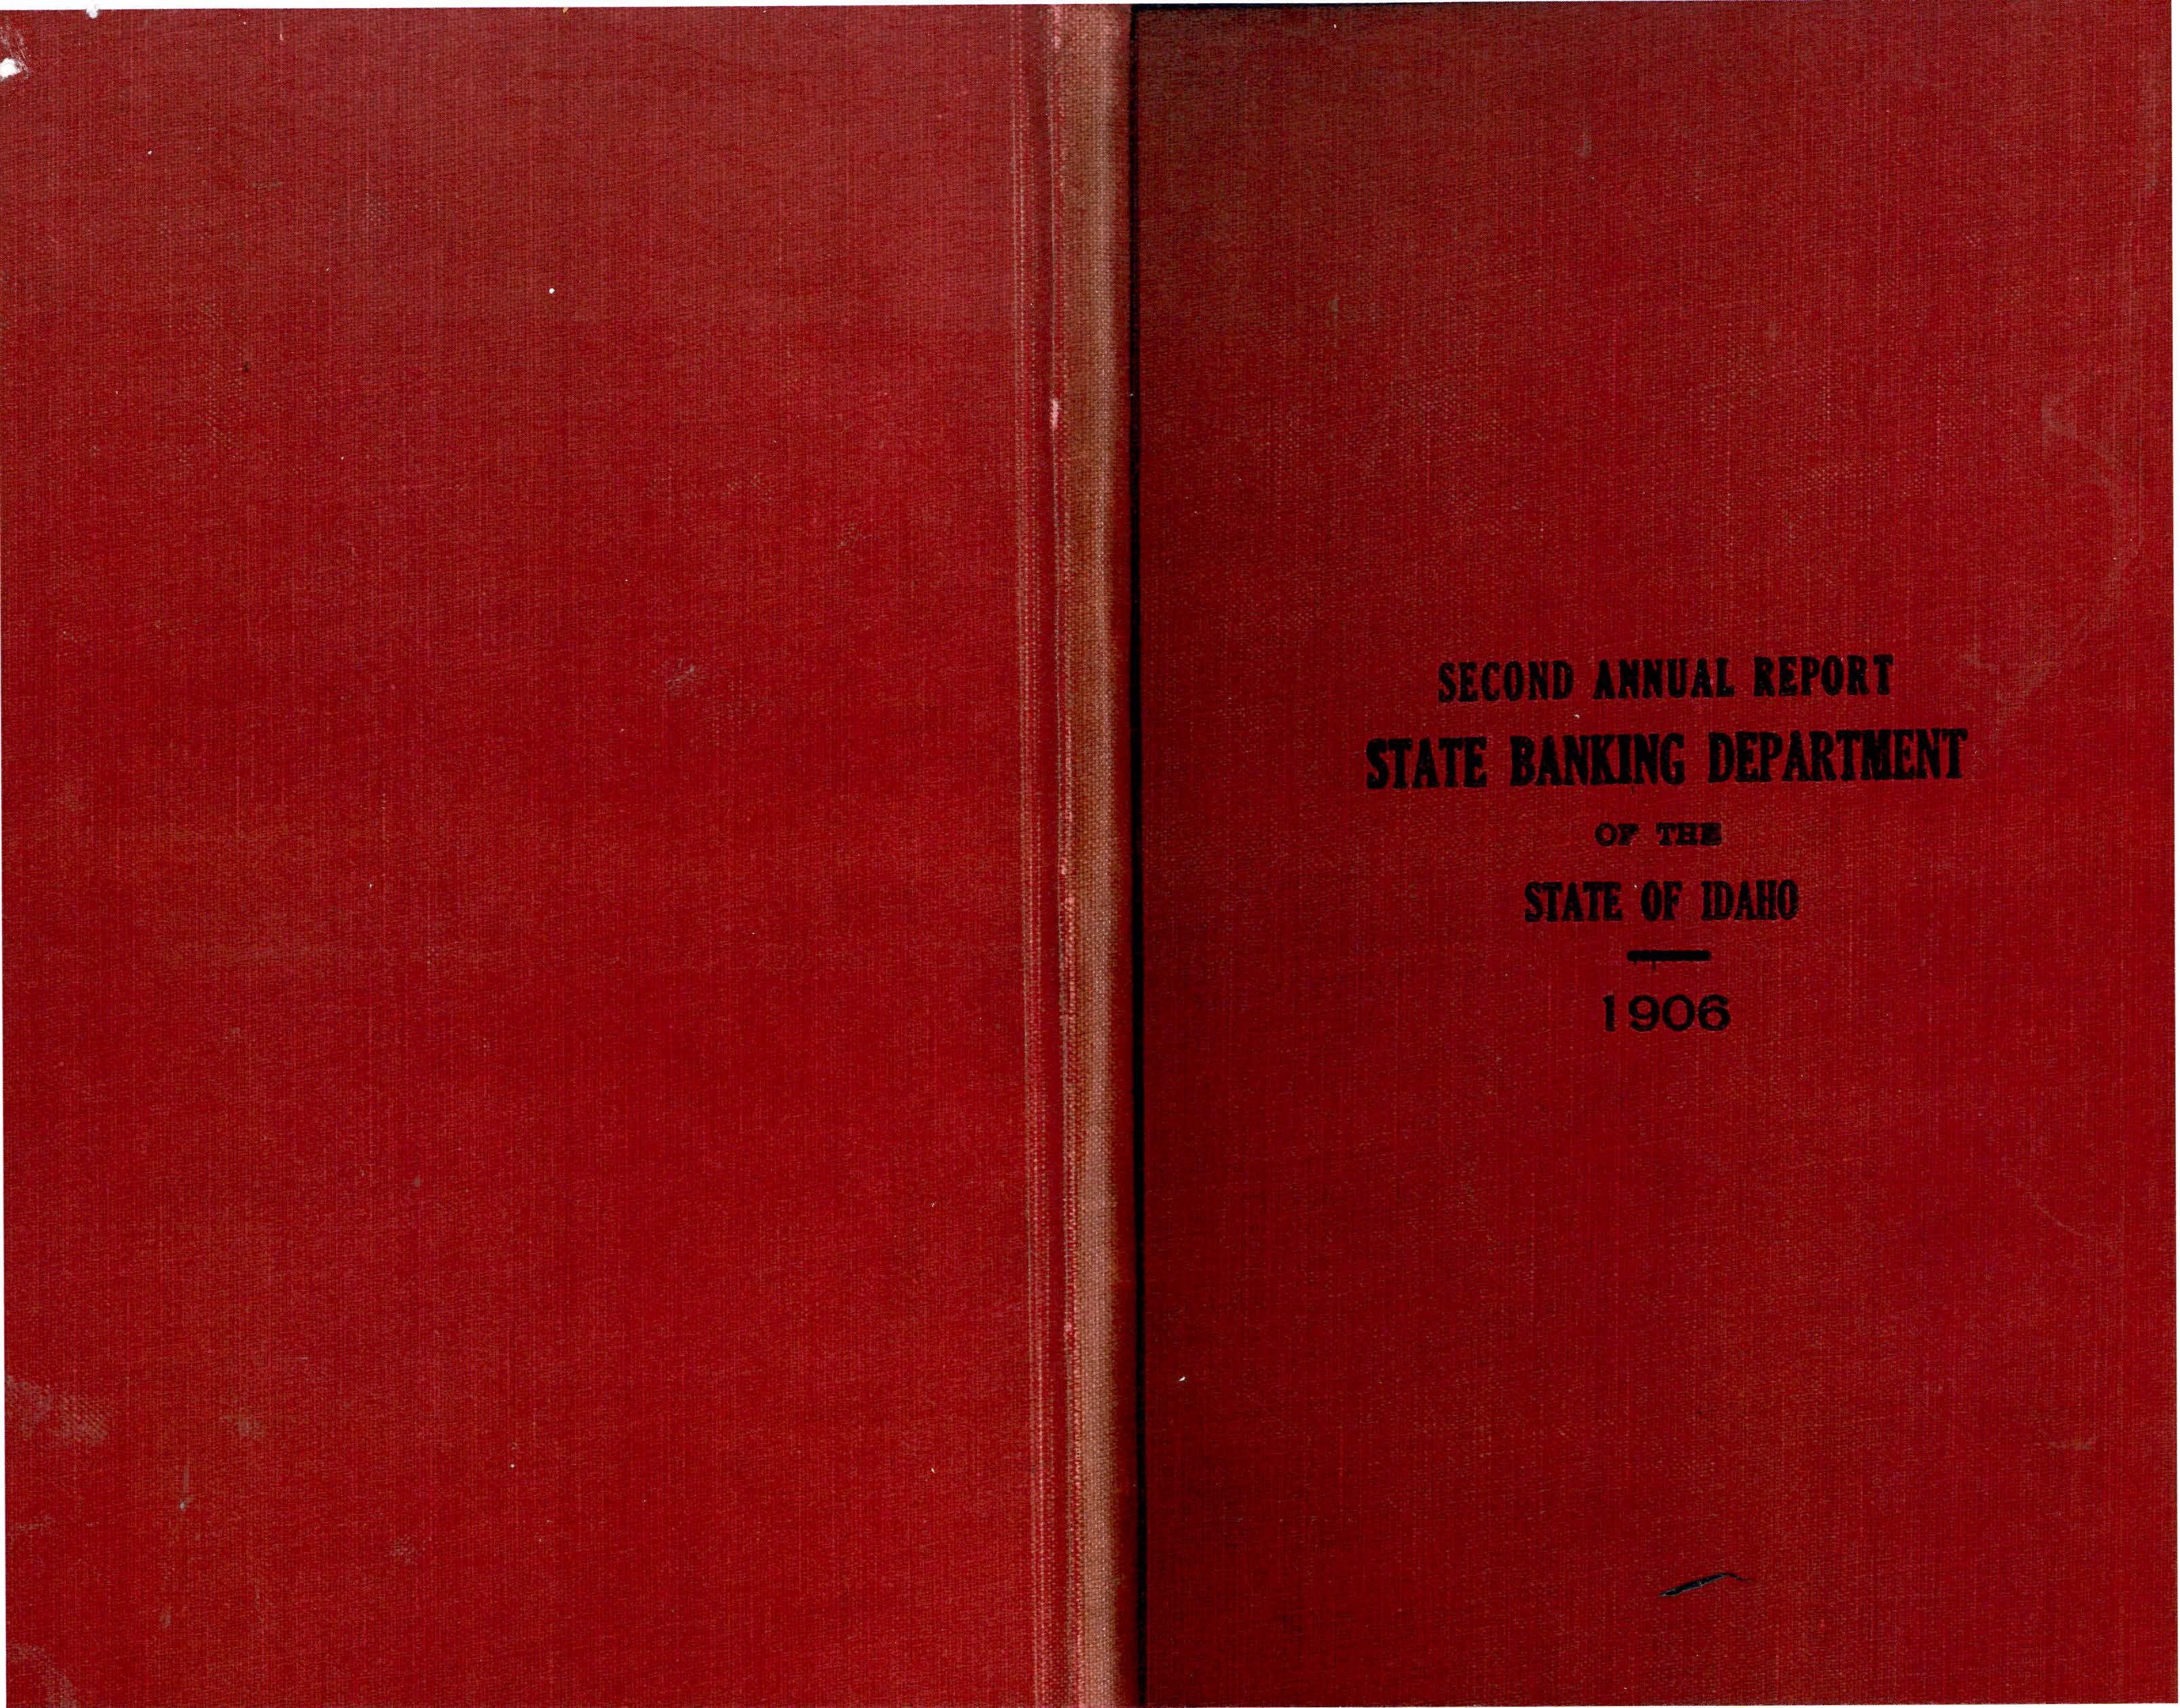 SECOND ANNUAL REPORT
STATE BANKING DEPARTMENT
OF THE
STATE OF IDAHO
1906